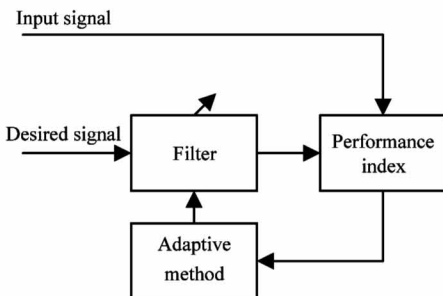 Input signal
Desired signal
Filter
Performance
index
Adaptive
method